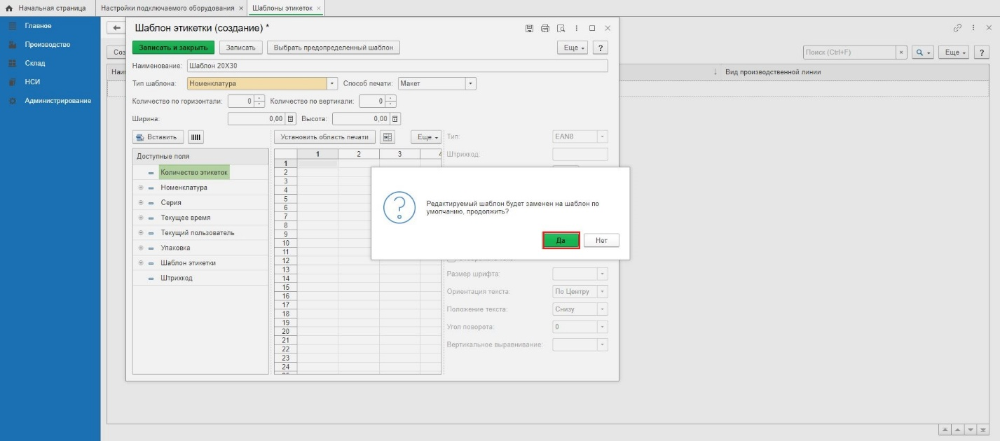 Начальная страница
Настройки подключаемого оборудования ×
Шаблоны этикеток ×
Главное
Производство
Склад
НСИ
Администрирование
Шаблон этикетки (создание) *
Записать и закрыть
Записать
Выбрать предопределенный шаблон
Еще
?
Наименование: Шаблон 20X30
Тип шаблона: Номенклатура
Способ печати: Макет
Количество по горизонтали: 0
Количество по вертикали: 0
Ширина: 0,00
Высота: 0,00
Вставить
Установить область печати
Еще
Доступные поля
Количество этикеток
Номенклатура
Серия
Текущее время
Текущий пользователь
Упаковка
Шаблон этикетки
Штрихкод
1 2 3 4
1
2
3
4
5
6
7
8
9
10
11
12
13
14
15
16
17
18
19
20
21
22
23
24
Тип: EAN8
Штрихкод:
Редактируемый шаблон будет заменен на шаблон по
умолчанию, продолжить?
Да
Нет
Размер шрифта:
Ориентация текста: По Центру
Положение текста: Снизу
Угол поворота: 0
Вертикальное выравнивание:
Соз
Поиск (Ctrl+F) ×
Еще
?
Наи
↓ Вид производственной линии